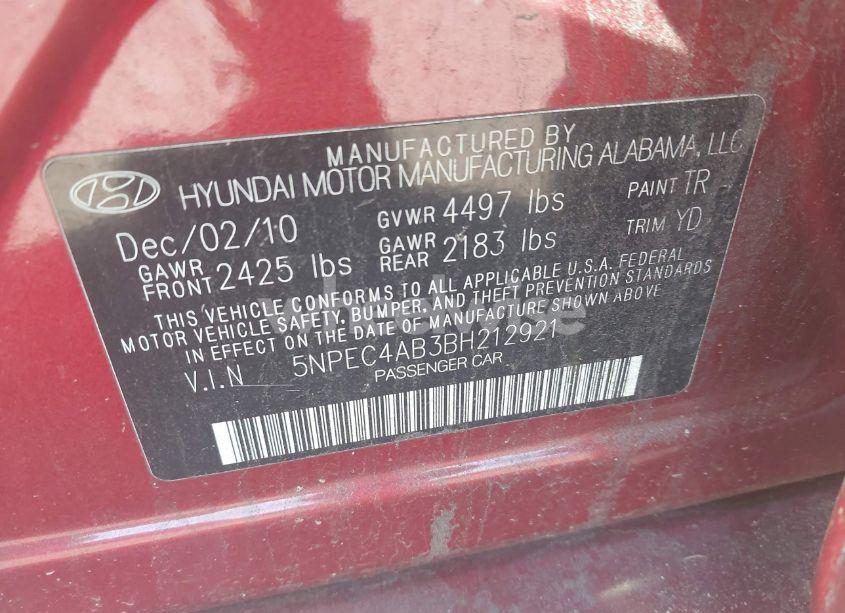 MANUFACTURED BY
HYUNDAI MOTOR MANUFACTURING ALABAMA, LLC
Dec/02/10 GVWR 4497 lbs PAINT TR
GAWR FRONT 2425 lbs GAWR REAR 2183 lbs TRIM YD
THIS VEHICLE CONFORMS TO ALL APPLICABLE U.S.A. FEDERAL
MOTOR VEHICLE SAFETY, BUMPER, AND THEFT PREVENTION STANDARDS
IN EFFECT ON THE DATE OF MANUFACTURE SHOWN ABOVE
V.I.N 5NPEC4AB3BH212921
PASSENGER CAR